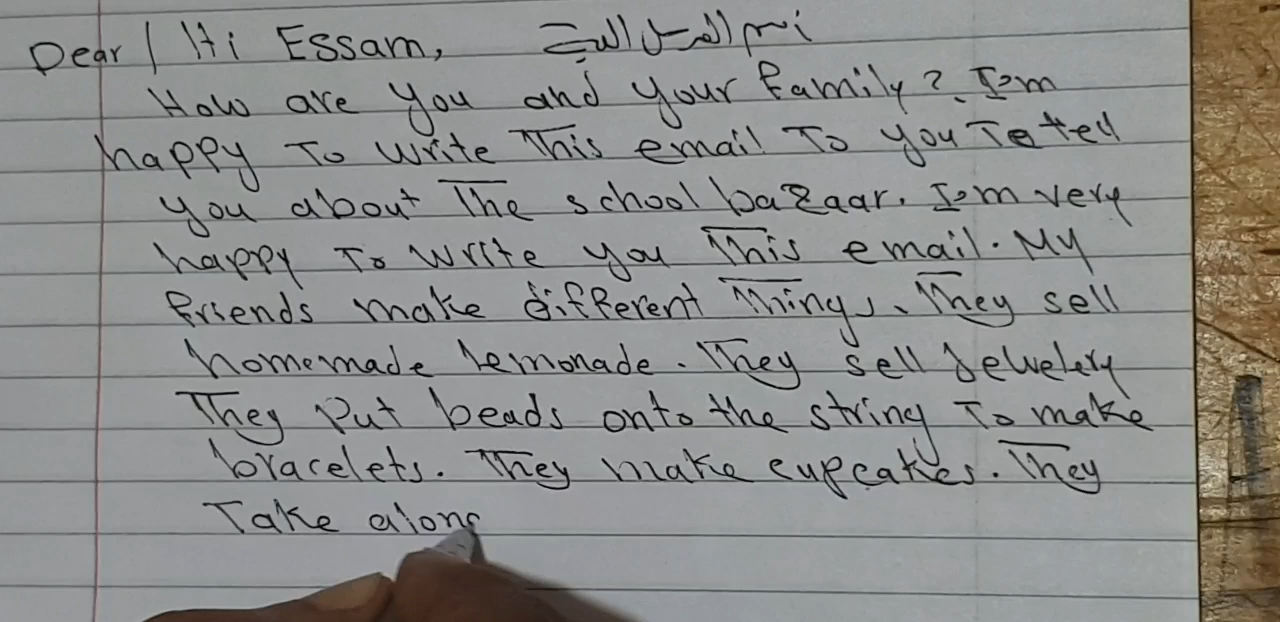 Dear / Hi Essam, اسم المرسل اليه
How are you and your family? I'm
happy To write This email To you Te tell
you about The school bazaar. I'm very
happy To write you This email. My
friends make different Things. They sell
homemade lemonade. They sell Jewelery
They Put beads onto the string To make
bracelets. They make cupcakes. They
Take along